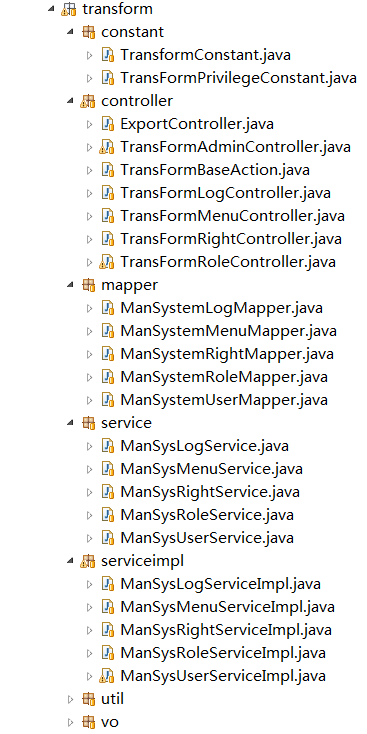 transform
constant
TransformConstant.java
TransFormPrivilegeConstant.java
controller
ExportController.java
TransFormAdminController.java
TransFormBaseAction.java
TransFormLogController.java
TransFormMenuController.java
TransFormRightController.java
TransFormRoleController.java
mapper
ManSystemLogMapper.java
ManSystemMenuMapper.java
ManSystemRightMapper.java
ManSystemRoleMapper.java
ManSystemUserMapper.java
service
ManSysLogService.java
ManSysMenuService.java
ManSysRightService.java
ManSysRoleService.java
ManSysUserService.java
serviceimpl
ManSysLogServiceImpl.java
ManSysMenuServiceImpl.java
ManSysRightServiceImpl.java
ManSysRoleServiceImpl.java
ManSysUserServiceImpl.java
util
vo